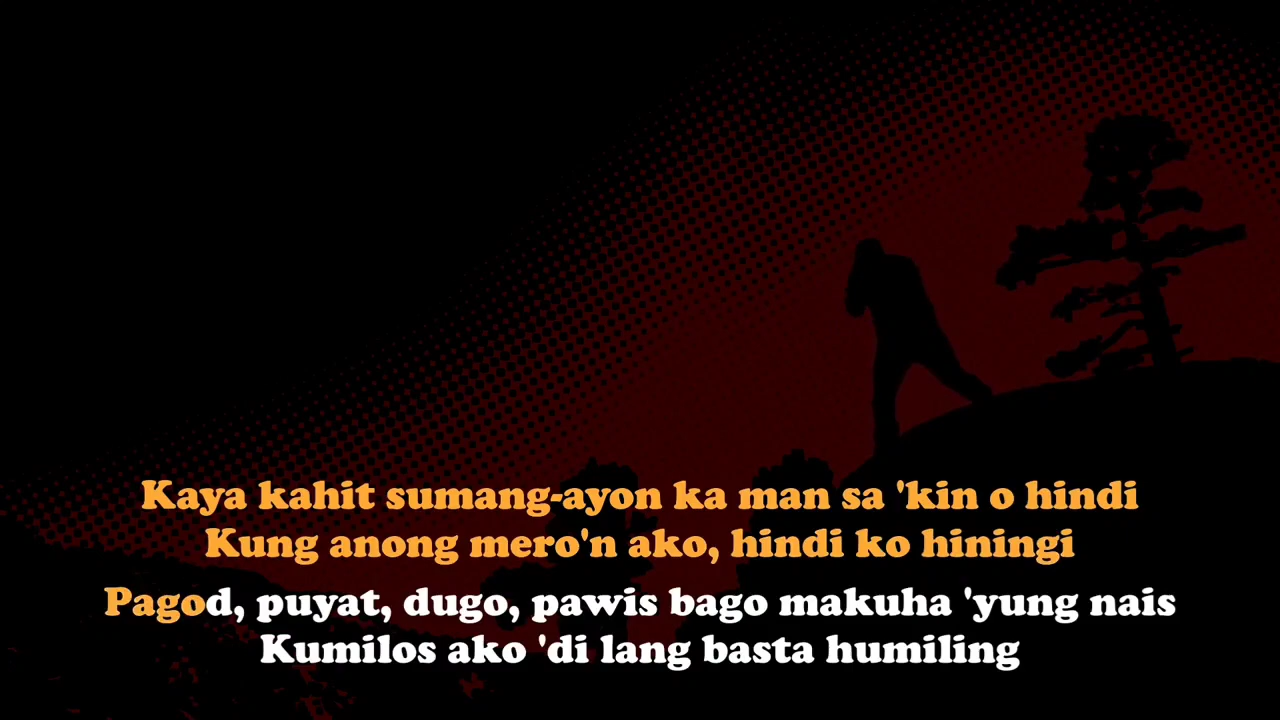 Kaya kahit sumang-ayon ka man sa 'kin o hindi
Kung anong mero'n ako, hindi ko hiningi
Pagod, puyat, dugo, pawis bago makuha 'yung nais
Kumilos ako 'di lang basta humiling